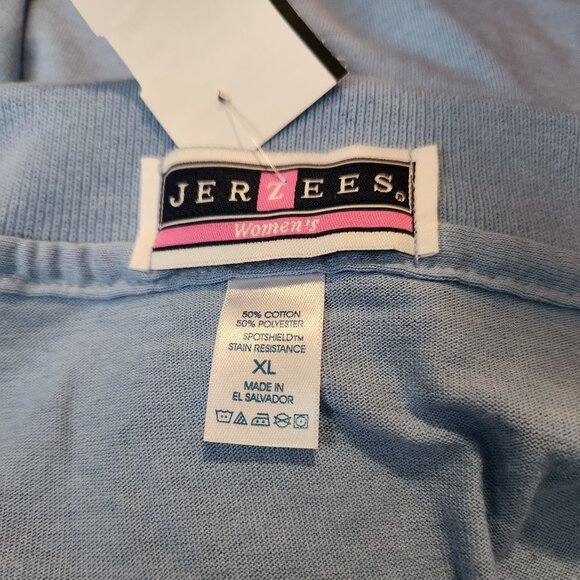 JERZEES®
Women's
50% COTTON
50% POLYESTER
SPOTSHIELD™
STAIN RESISTANCE
XL
MADE IN
EL SALVADOR